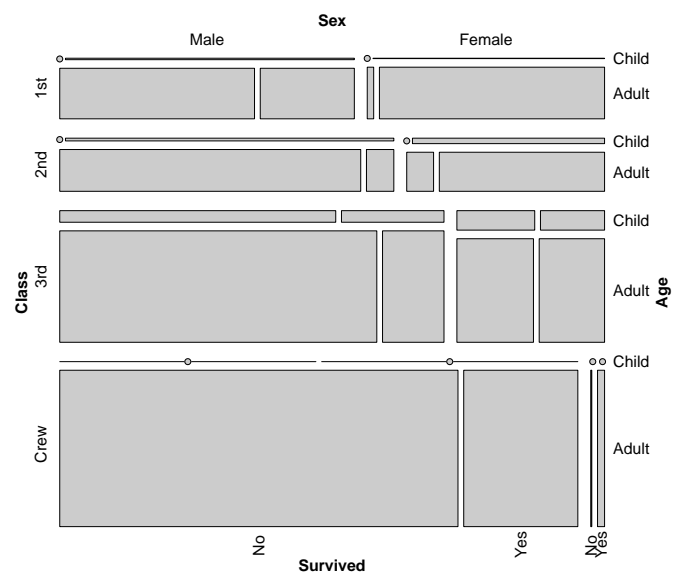 Sex
Male Female
1st
Child
Adult
2nd
Child
Adult
Class
3rd
Child
Adult
Age
Crew
Child
Adult
No Yes No Yes
Survived